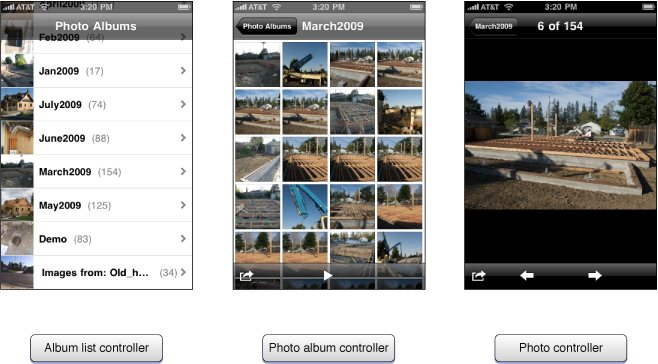 AT&T 3:20 PM
April2009
Photo Albums
Feb2009 (64)
Jan2009 (17)
July2009 (74)
June2009 (88)
March2009 (154)
May2009 (125)
Demo (83)
Images from: Old_h... (34)
AT&T 3:20 PM
Photo Albums March2009
AT&T 3:20 PM
March2009 6 of 154
Album list controller
Photo album controller
Photo controller